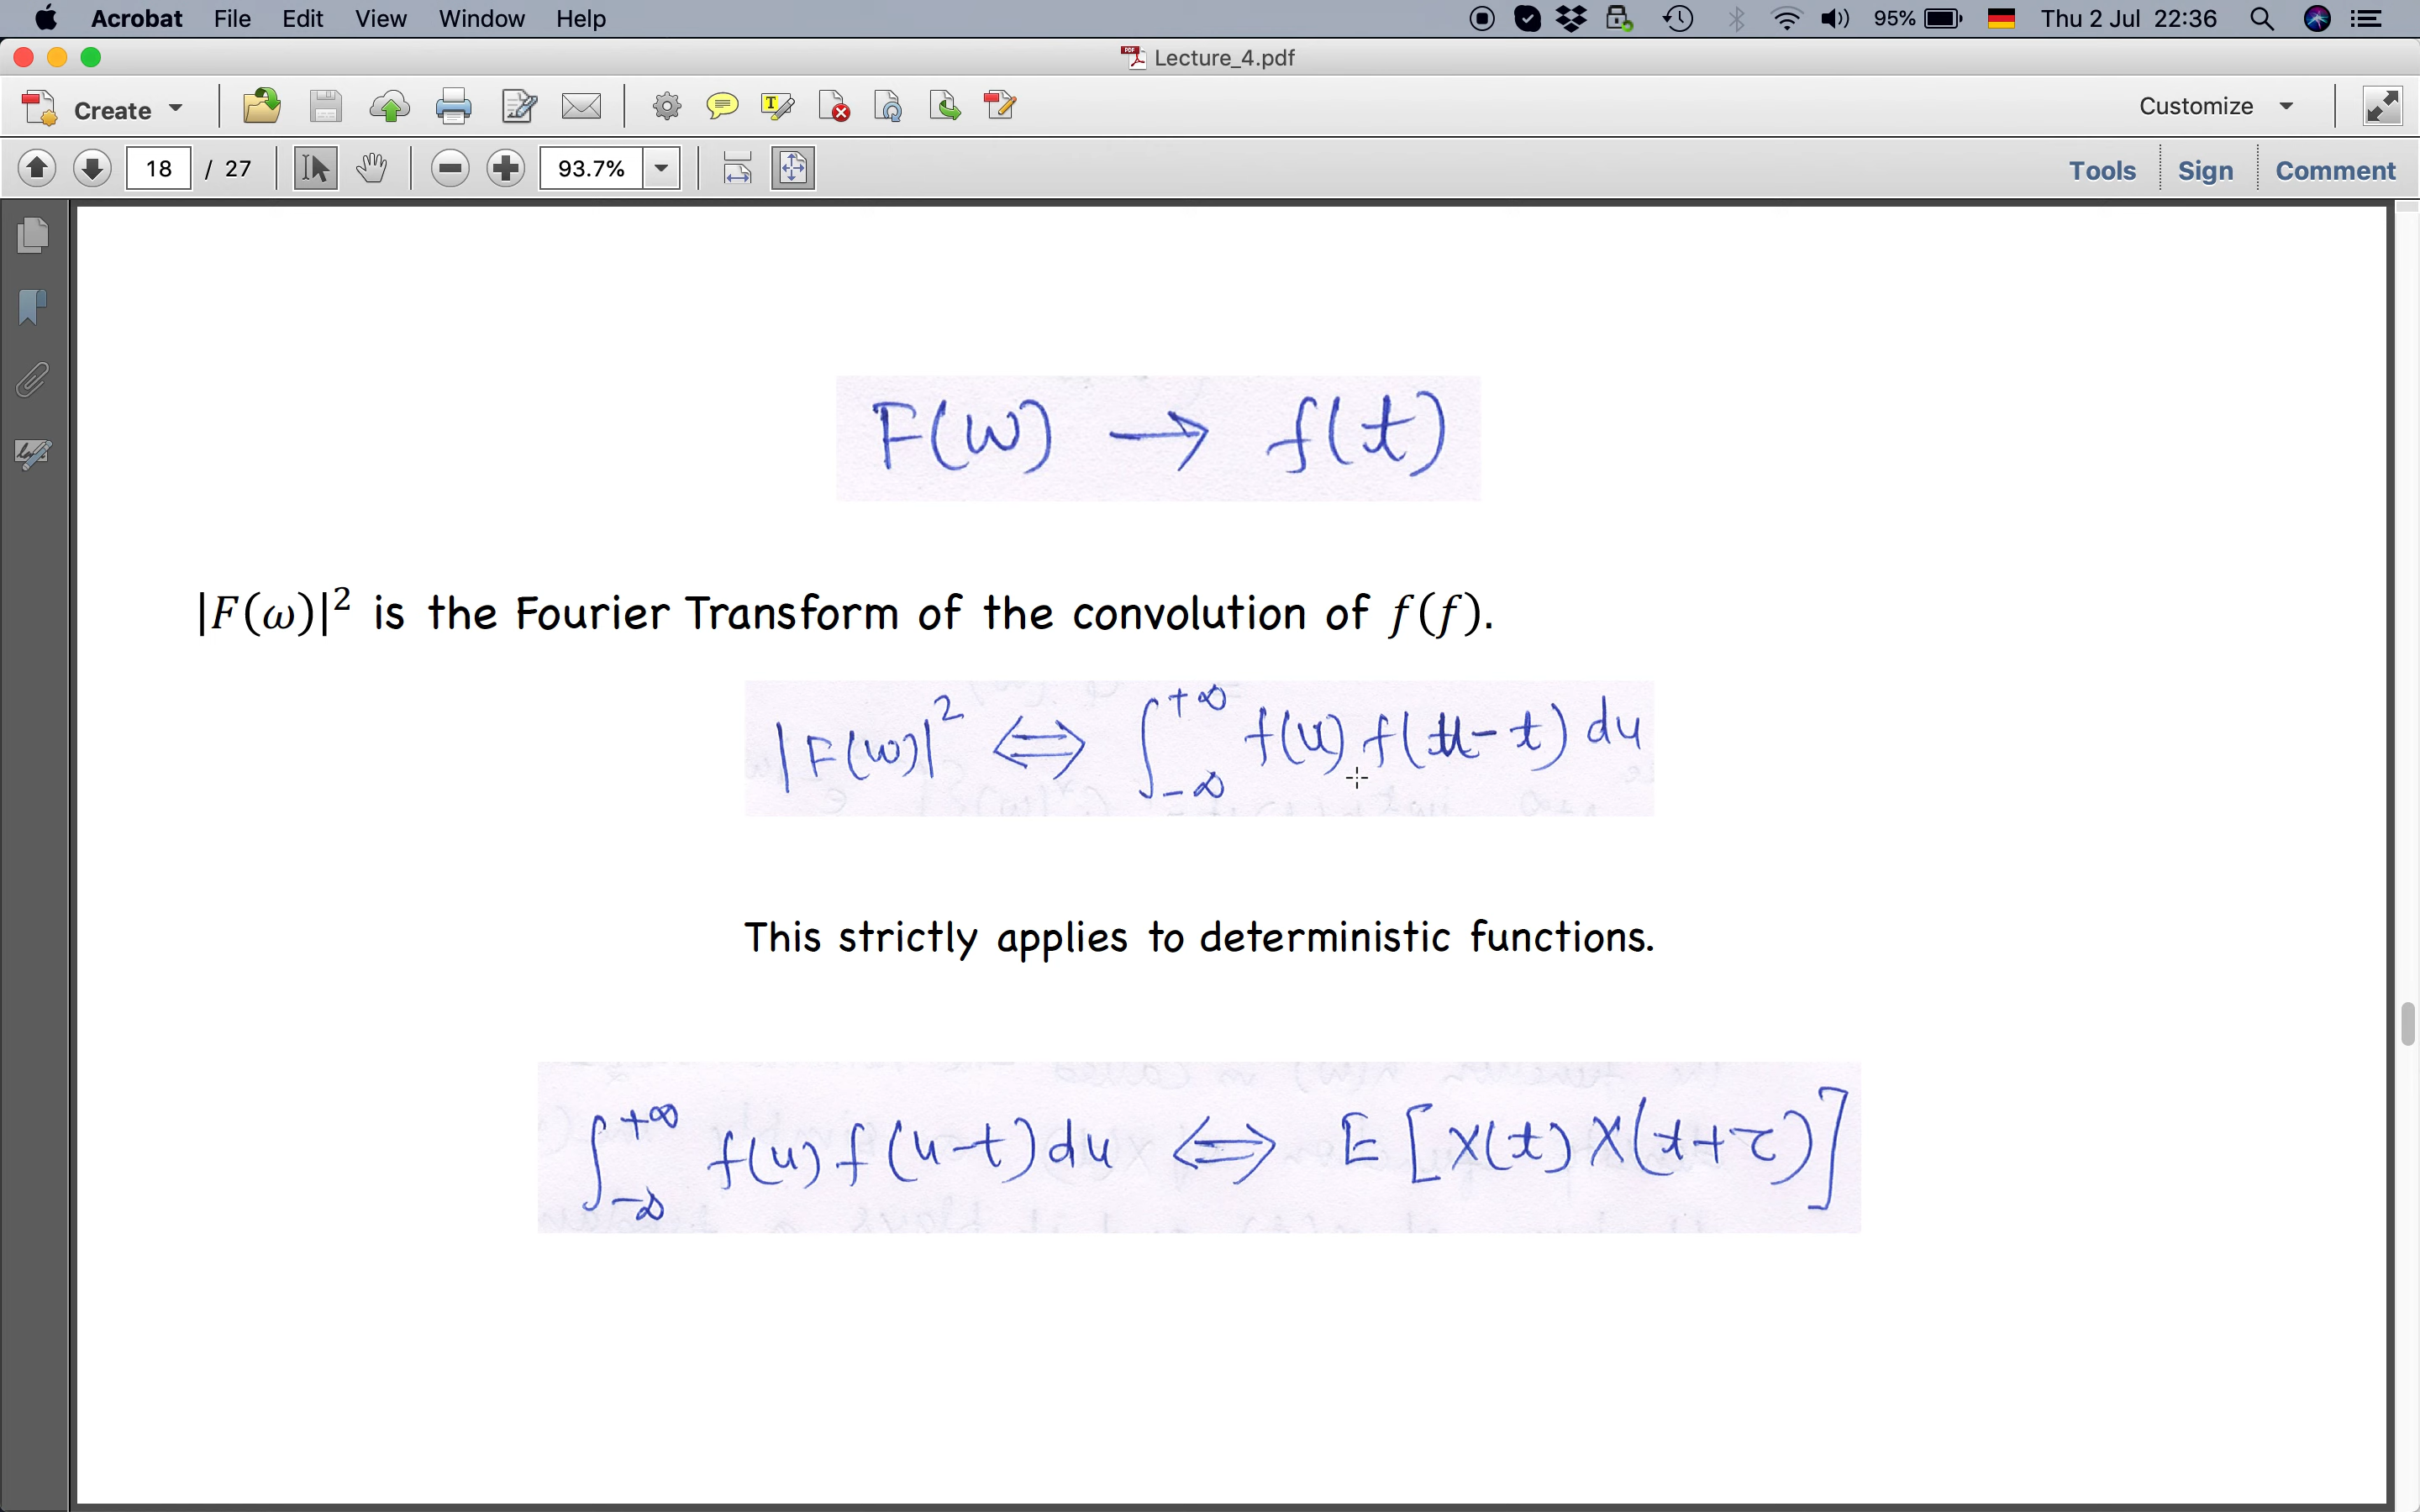 Acrobat File Edit View Window Help 95% Thu 2 Jul 22:36
Lecture_4.pdf
Create Customize
18 / 27 93.7% Tools Sign Comment
F(ω) → f(t)
|F(ω)|² is the Fourier Transform of the convolution of f(f).
|F(ω)|² ⇔ ∫_{-∞}^{+∞} f(u) f(u-t) du
This strictly applies to deterministic functions.
∫_{-∞}^{+∞} f(u) f(u-t) du ⇔ E[X(t) X(t+τ)]